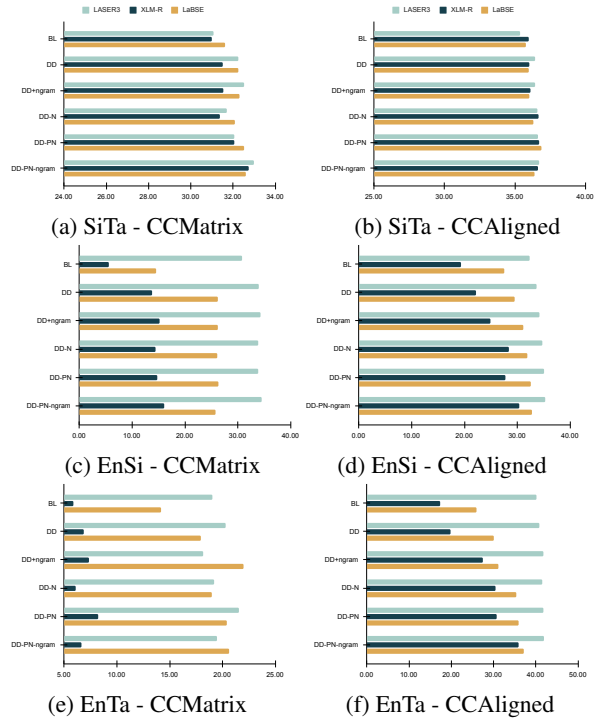 LASER3 XLM-R LaBSE
BL
DD
DD+ngram
DD-N
DD-PN
DD-PN-ngram
24.00 26.00 28.00 30.00 32.00 34.00
(a) SiTa - CCMatrix
LASER3 XLM-R LaBSE
BL
DD
DD+ngram
DD-N
DD-PN
DD-PN-ngram
25.00 30.00 35.00 40.00
(b) SiTa - CCAligned
BL
DD
DD+ngram
DD-N
DD-PN
DD-PN-ngram
0.00 10.00 20.00 30.00 40.00
(c) EnSi - CCMatrix
BL
DD
DD+ngram
DD-N
DD-PN
DD-PN-ngram
0.00 10.00 20.00 30.00 40.00
(d) EnSi - CCAligned
BL
DD
DD+ngram
DD-N
DD-PN
DD-PN-ngram
5.00 10.00 15.00 20.00 25.00
(e) EnTa - CCMatrix
BL
DD
DD+ngram
DD-N
DD-PN
DD-PN-ngram
0.00 10.00 20.00 30.00 40.00 50.00
(f) EnTa - CCAligned